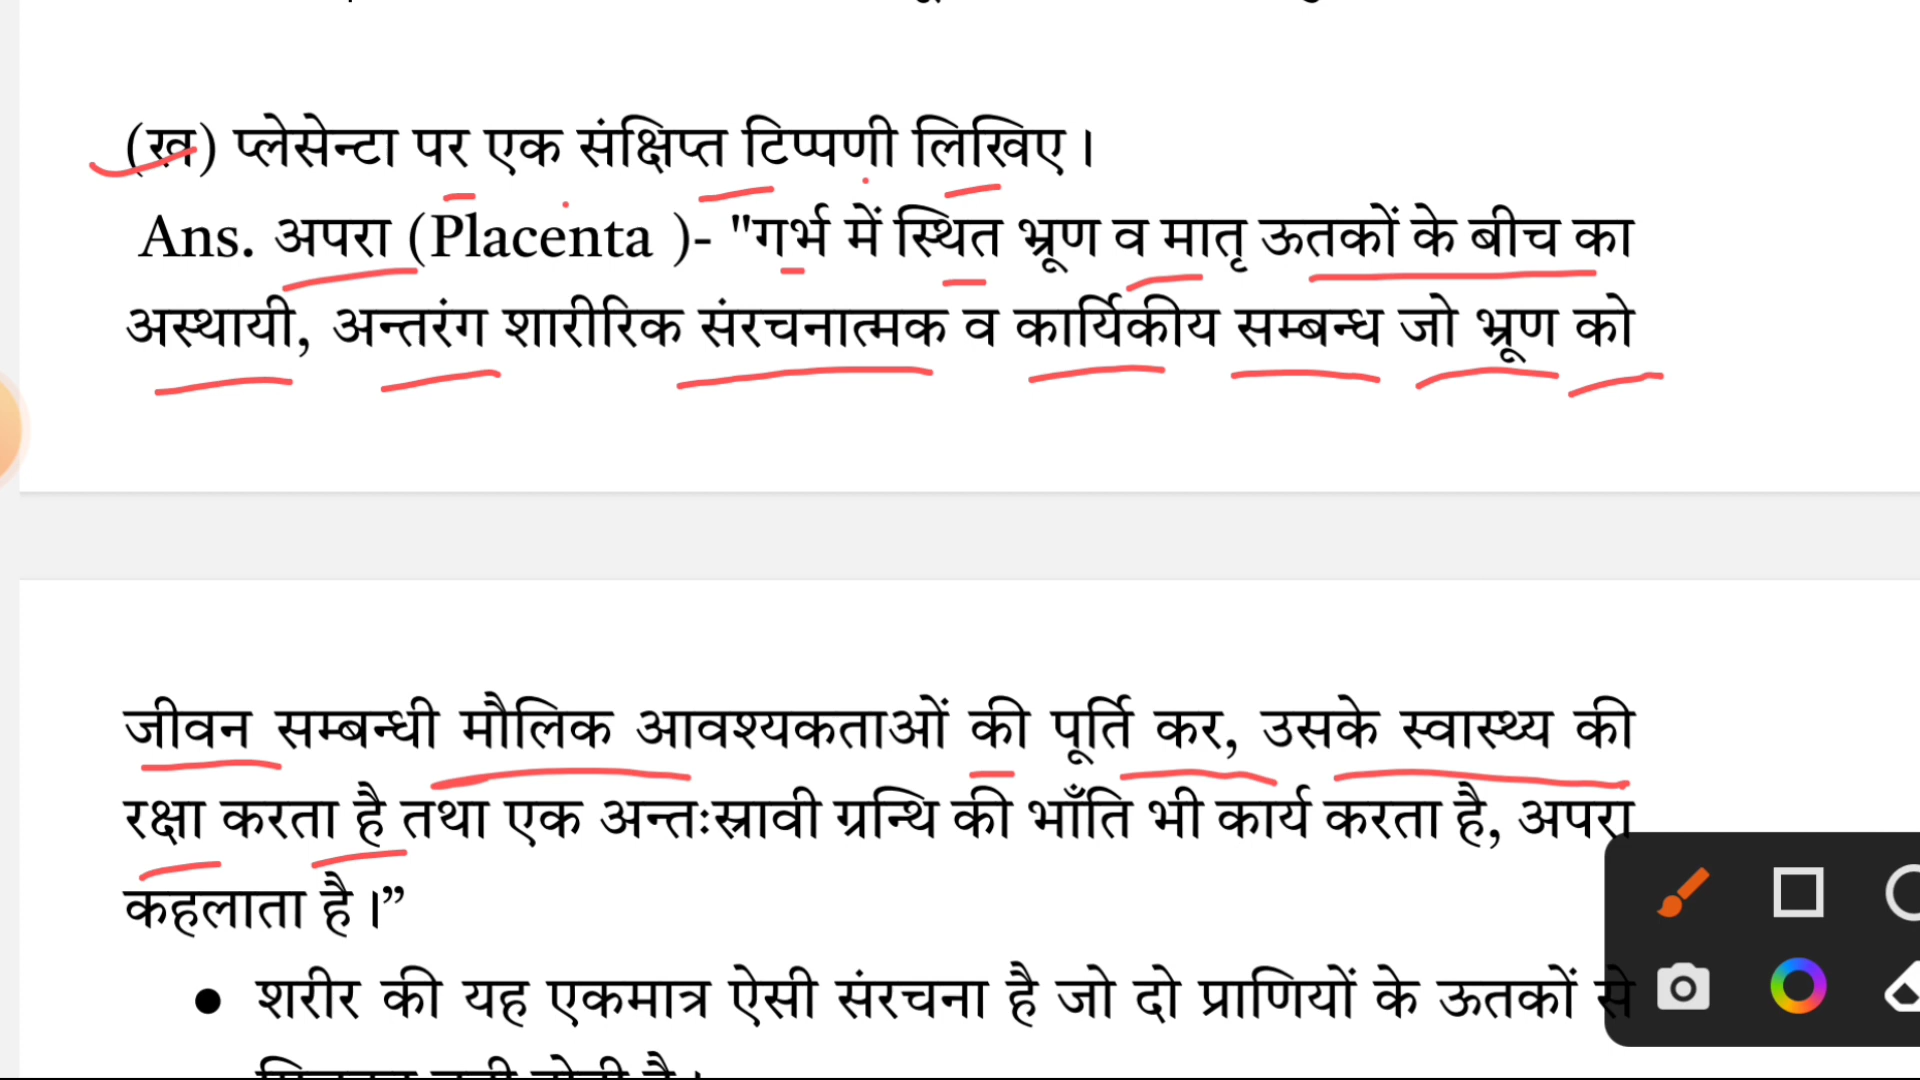 (ख) प्लेसेन्टा पर एक संक्षिप्त टिप्पणी लिखिए।
Ans. अपरा (Placenta )- "गर्भ में स्थित भ्रूण व मातृ ऊतकों के बीच का
अस्थायी, अन्तरंग शारीरिक संरचनात्मक व कार्यिकीय सम्बन्ध जो भ्रूण को
जीवन सम्बन्धी मौलिक आवश्यकताओं की पूर्ति कर, उसके स्वास्थ्य की
रक्षा करता है तथा एक अन्तःस्रावी ग्रन्थि की भाँति भी कार्य करता है, अपरा
कहलाता है।”
● शरीर की यह एकमात्र ऐसी संरचना है जो दो प्राणियों के ऊतकों से